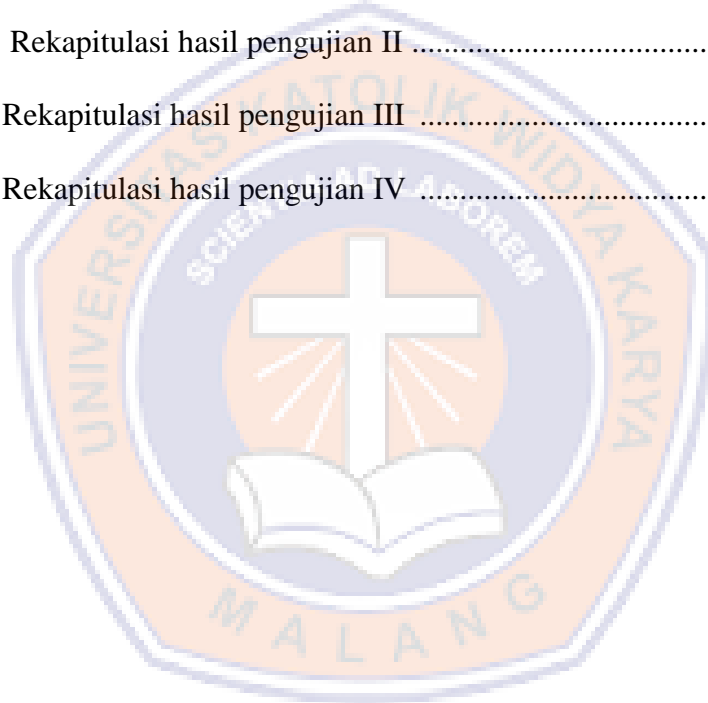 Rekapitulasi hasil pengujian II ....................................
Rekapitulasi hasil pengujian III ...................................
Rekapitulasi hasil pengujian IV ...................................
UNIVERSITAS KATOLIK WIDYA KARYA
SCIENTIA AD LABOREM
MALANG